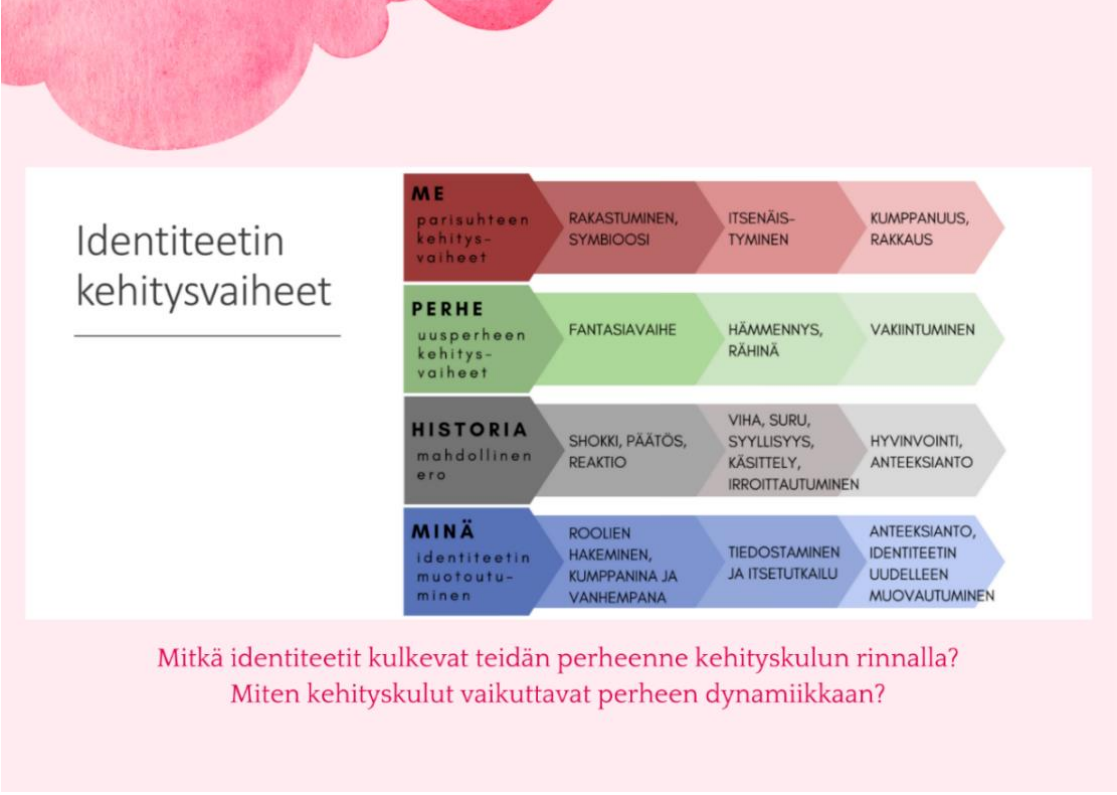 Identiteetin
kehitysvaiheet
ME
parisuhteen
kehitys-
vaiheet
RAKASTUMINEN,
SYMBIOOSI
ITSENÄIS-
TYMINEN
KUMPPANUUS,
RAKKAUS
PERHE
uusperheen
kehitys-
vaiheet
FANTASIAVAIHE
HÄMMENNYS,
RÄHINÄ
VAKIINTUMINEN
HISTORIA
mahdollinen
ero
SHOKKI, PÄÄTÖS,
REAKTIO
VIHA, SURU,
SYYLLISYYS,
KÄSITTELY,
IRROITTAUTUMINEN
HYVINVOINTI,
ANTEEKSIANTO
MINÄ
identiteetin
muotoutu-
minen
ROOLIEN
HAKEMINEN,
KUMPPANINA JA
VANHEMPANA
TIEDOSTAMINEN
JA ITSETUTKAILU
ANTEEKSIANTO,
IDENTITEETIN
UUDELLEEN
MUOVAUTUMINEN
Mitkä identiteetit kulkevat teidän perheenne kehityskulun rinnalla?
Miten kehityskulut vaikuttavat perheen dynamiikkaan?